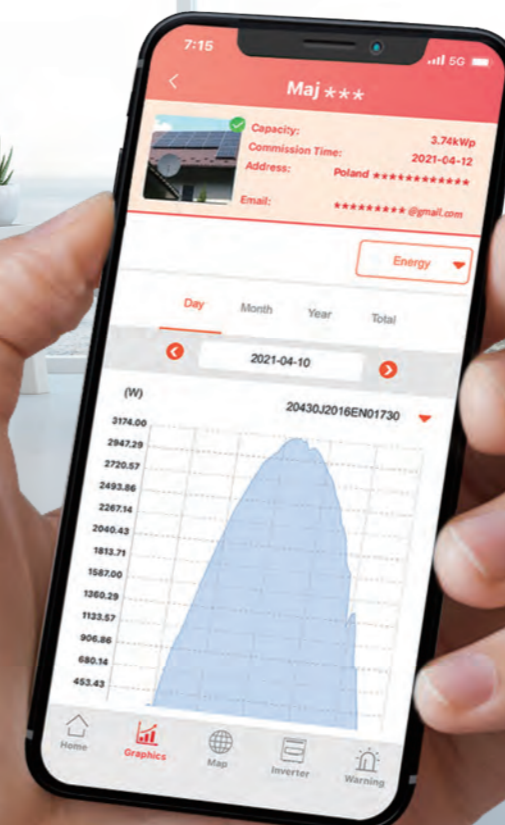 7:15
5G
Maj ***
Capacity: 3.74kWp
Commission Time: 2021-04-12
Address: Poland ************
Email: *********@gmail.com
Energy
Day Month Year Total
2021-04-10
(W) 20430J2016EN01730
3174.00
2947.29
2720.57
2493.86
2267.14
2040.43
1813.71
1587.00
1360.29
1133.57
906.86
680.14
453.43
Home Graphics Map Inverter Warning